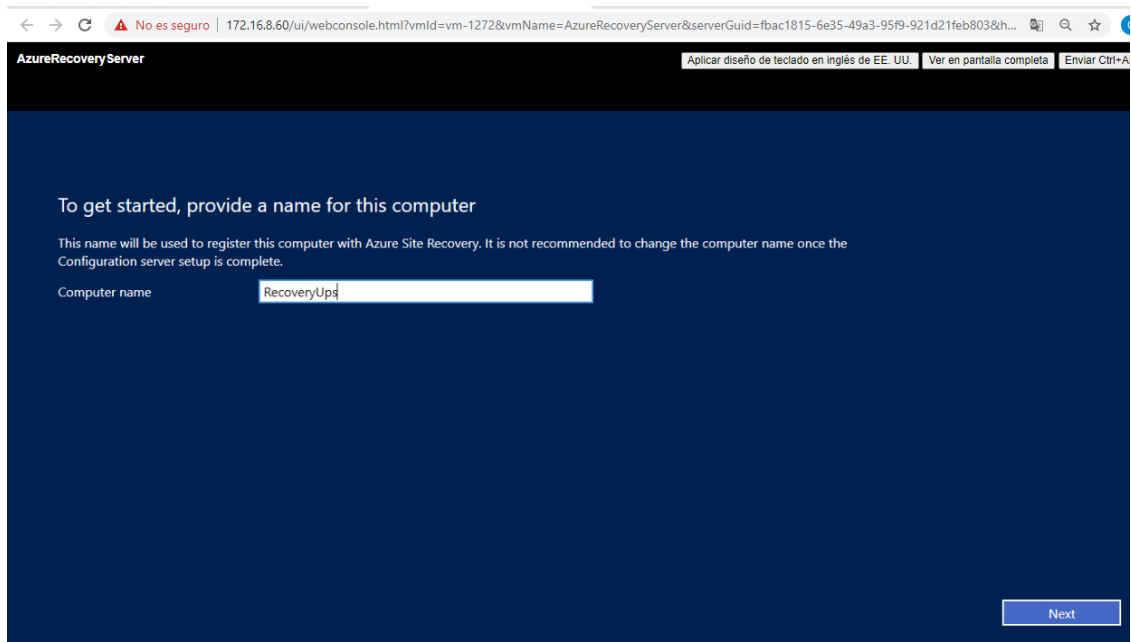 No es seguro | 172.16.8.60/ui/webconsole.html?vmId=vm-1272&vmName=AzureRecoveryServer&serverGuid=fbac1815-6e35-49a3-95f9-921d21feb803&h...
AzureRecoveryServer
Aplicar diseño de teclado en inglés de EE. UU. Ver en pantalla completa Enviar Ctrl+Al
To get started, provide a name for this computer
This name will be used to register this computer with Azure Site Recovery. It is not recommended to change the computer name once the
Configuration server setup is complete.
Computer name RecoveryUps
Next